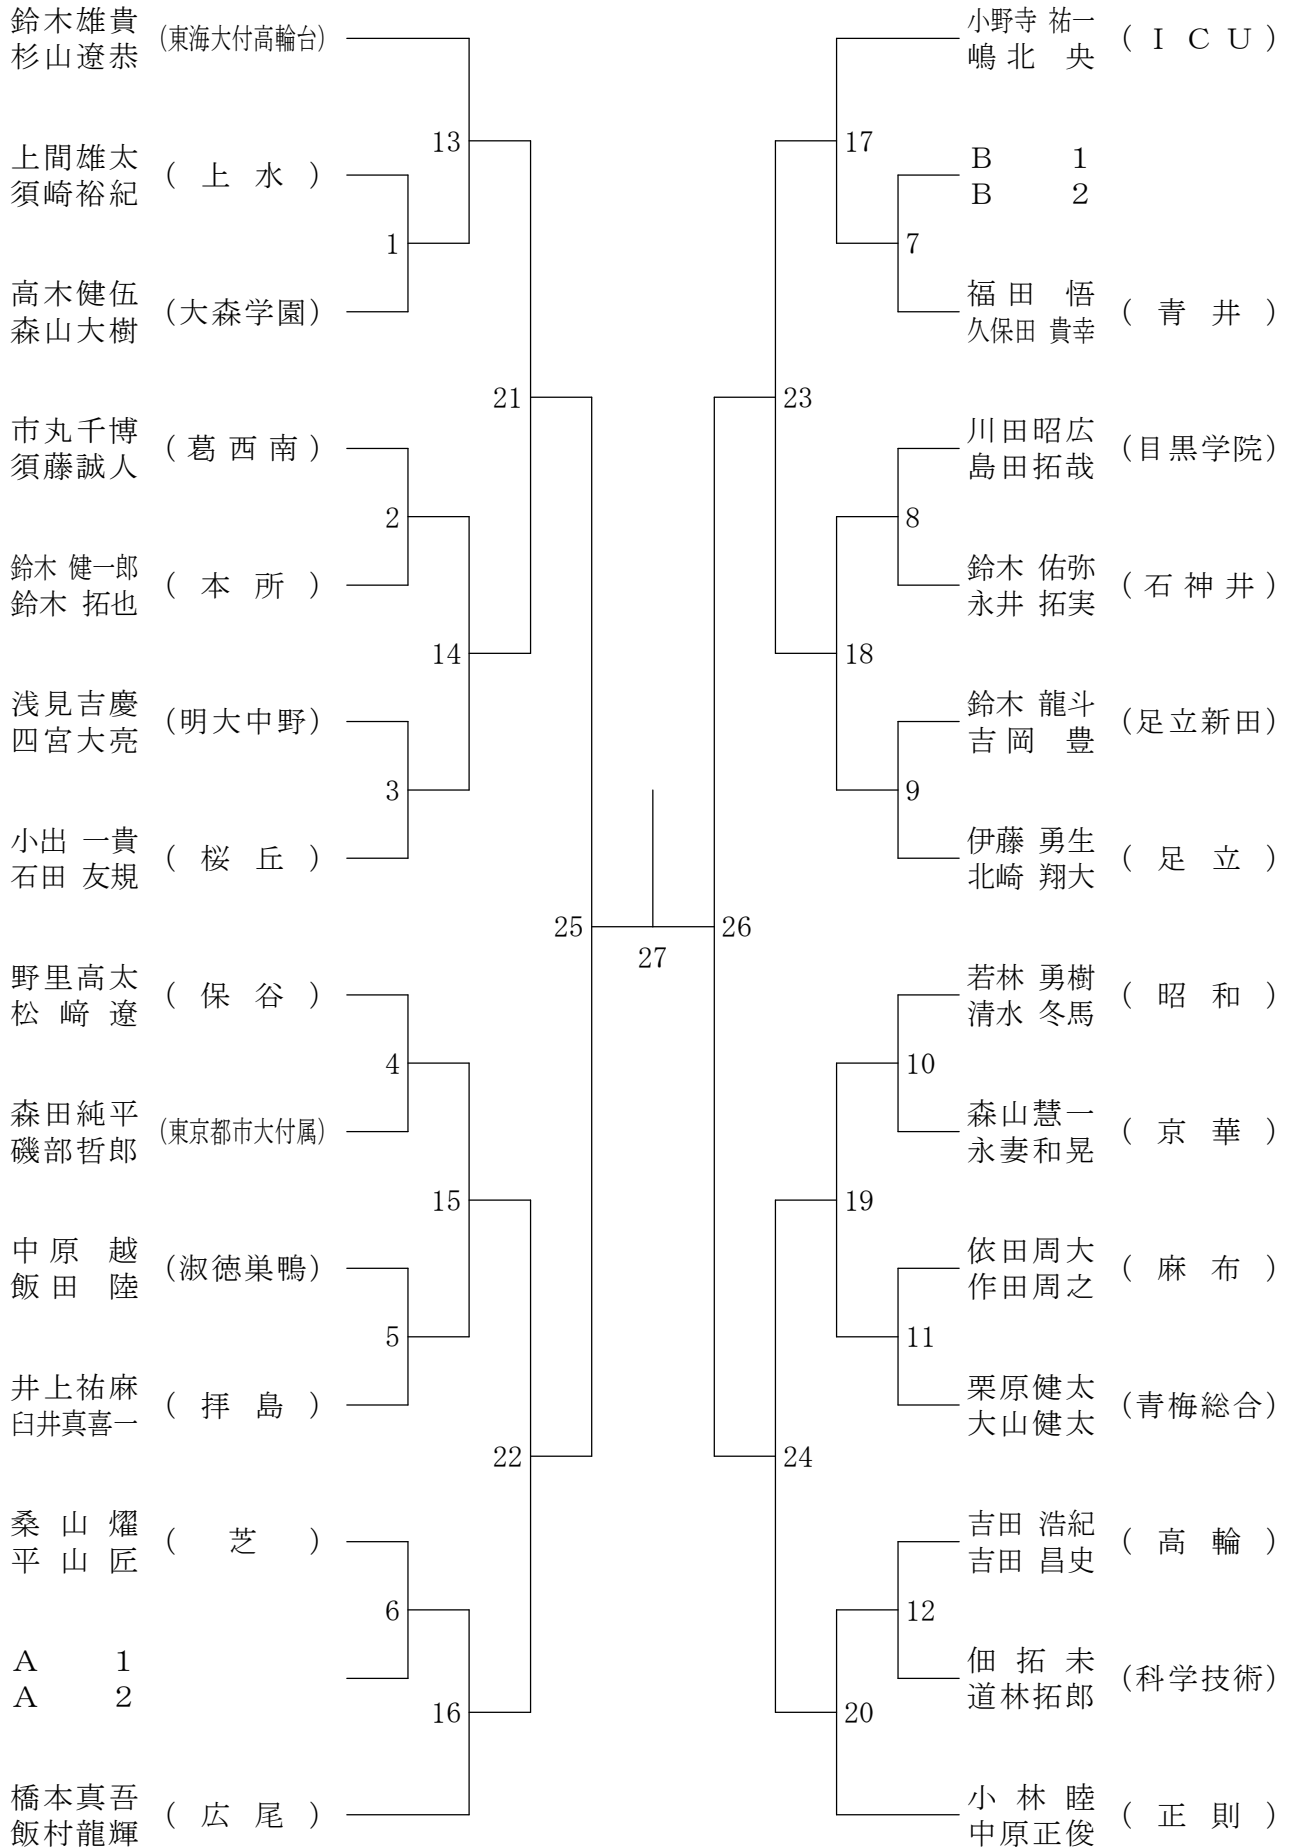 鈴木雄貴
杉山遼恭
(東海大付高輪台)
13
上間雄太
須崎裕紀
(上水)
1
高木健伍
森山大樹
(大森学園)
21
市丸千博
須藤誠人
(葛西南)
2
鈴木 健一郎
鈴木 拓也
(本所)
14
浅見吉慶
四宮大亮
(明大中野)
3
小出 一貴
石田 友規
(桜丘)
25
野里高太
松﨑遼
(保谷)
4
森田純平
磯部哲郎
(東京都市大付属)
15
中原 越
飯田 陸
(淑徳巣鴨)
5
井上祐麻
臼井真喜一
(拝島)
22
桑山燿
平山匠
(芝)
6
A 1
A 2
16
橋本真吾
飯村龍輝
(広尾)
27
小野寺 祐一
嶋北 央
(ICU)
17
B 1
B 2
7
福田 悟
久保田 貴幸
(青井)
23
川田昭広
島田拓哉
(目黒学院)
8
鈴木 佑弥
永井 拓実
(石神井)
18
鈴木 龍斗
吉岡 豊
(足立新田)
9
伊藤 勇生
北崎 翔大
(足立)
26
若林 勇樹
清水 冬馬
(昭和)
10
森山慧一
永妻和晃
(京華)
19
依田周大
作田周之
(麻布)
11
栗原健太
大山健太
(青梅総合)
24
吉田 浩紀
吉田 昌史
(高輪)
12
佃拓未
道林拓郎
(科学技術)
20
小林睦
中原正俊
(正則)